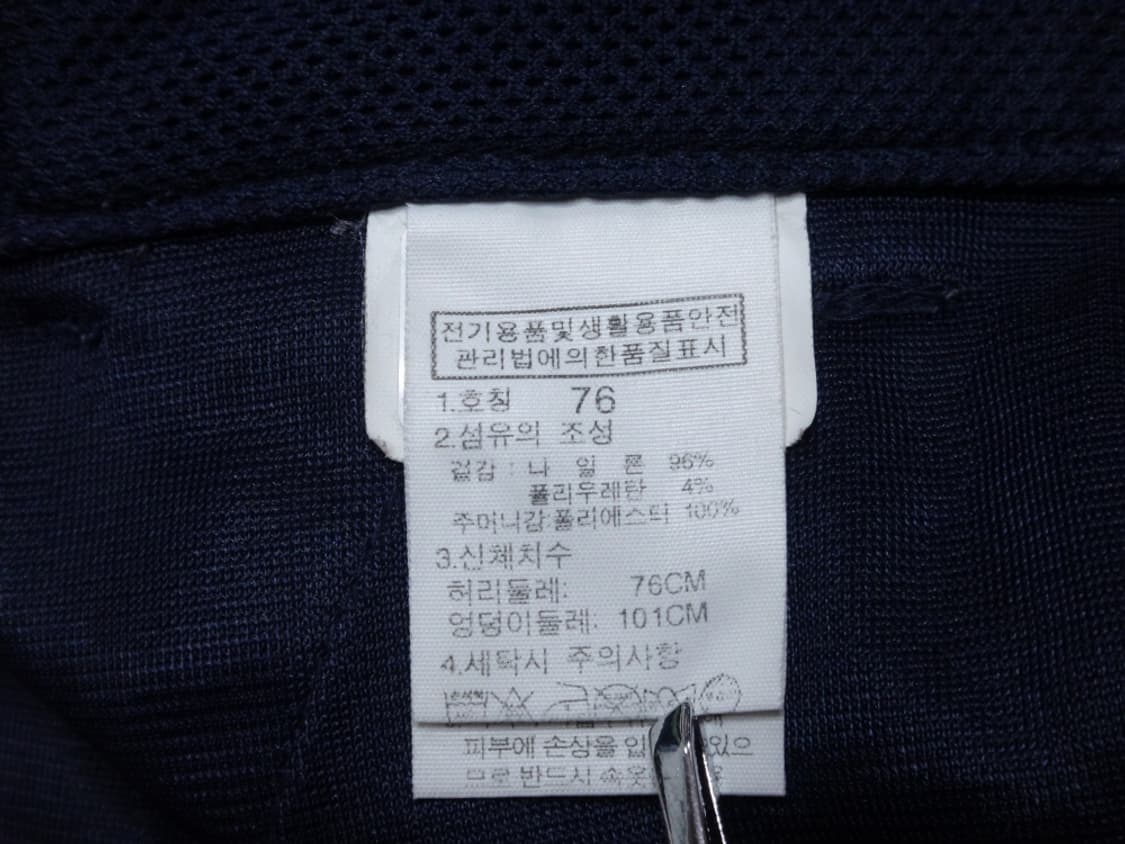 전기용품및생활용품안전
관리법에의한품질표시
1.호칭 76
2.섬유의 조성
겉감 : 나 일 론 96%
폴리우레탄 4%
주머니감:폴리에스터 100%
3.신체치수
허리둘레: 76CM
엉덩이둘레: 101CM
4.세탁시 주의사항
피부에 손상을 있으
므로 반드시 속옷